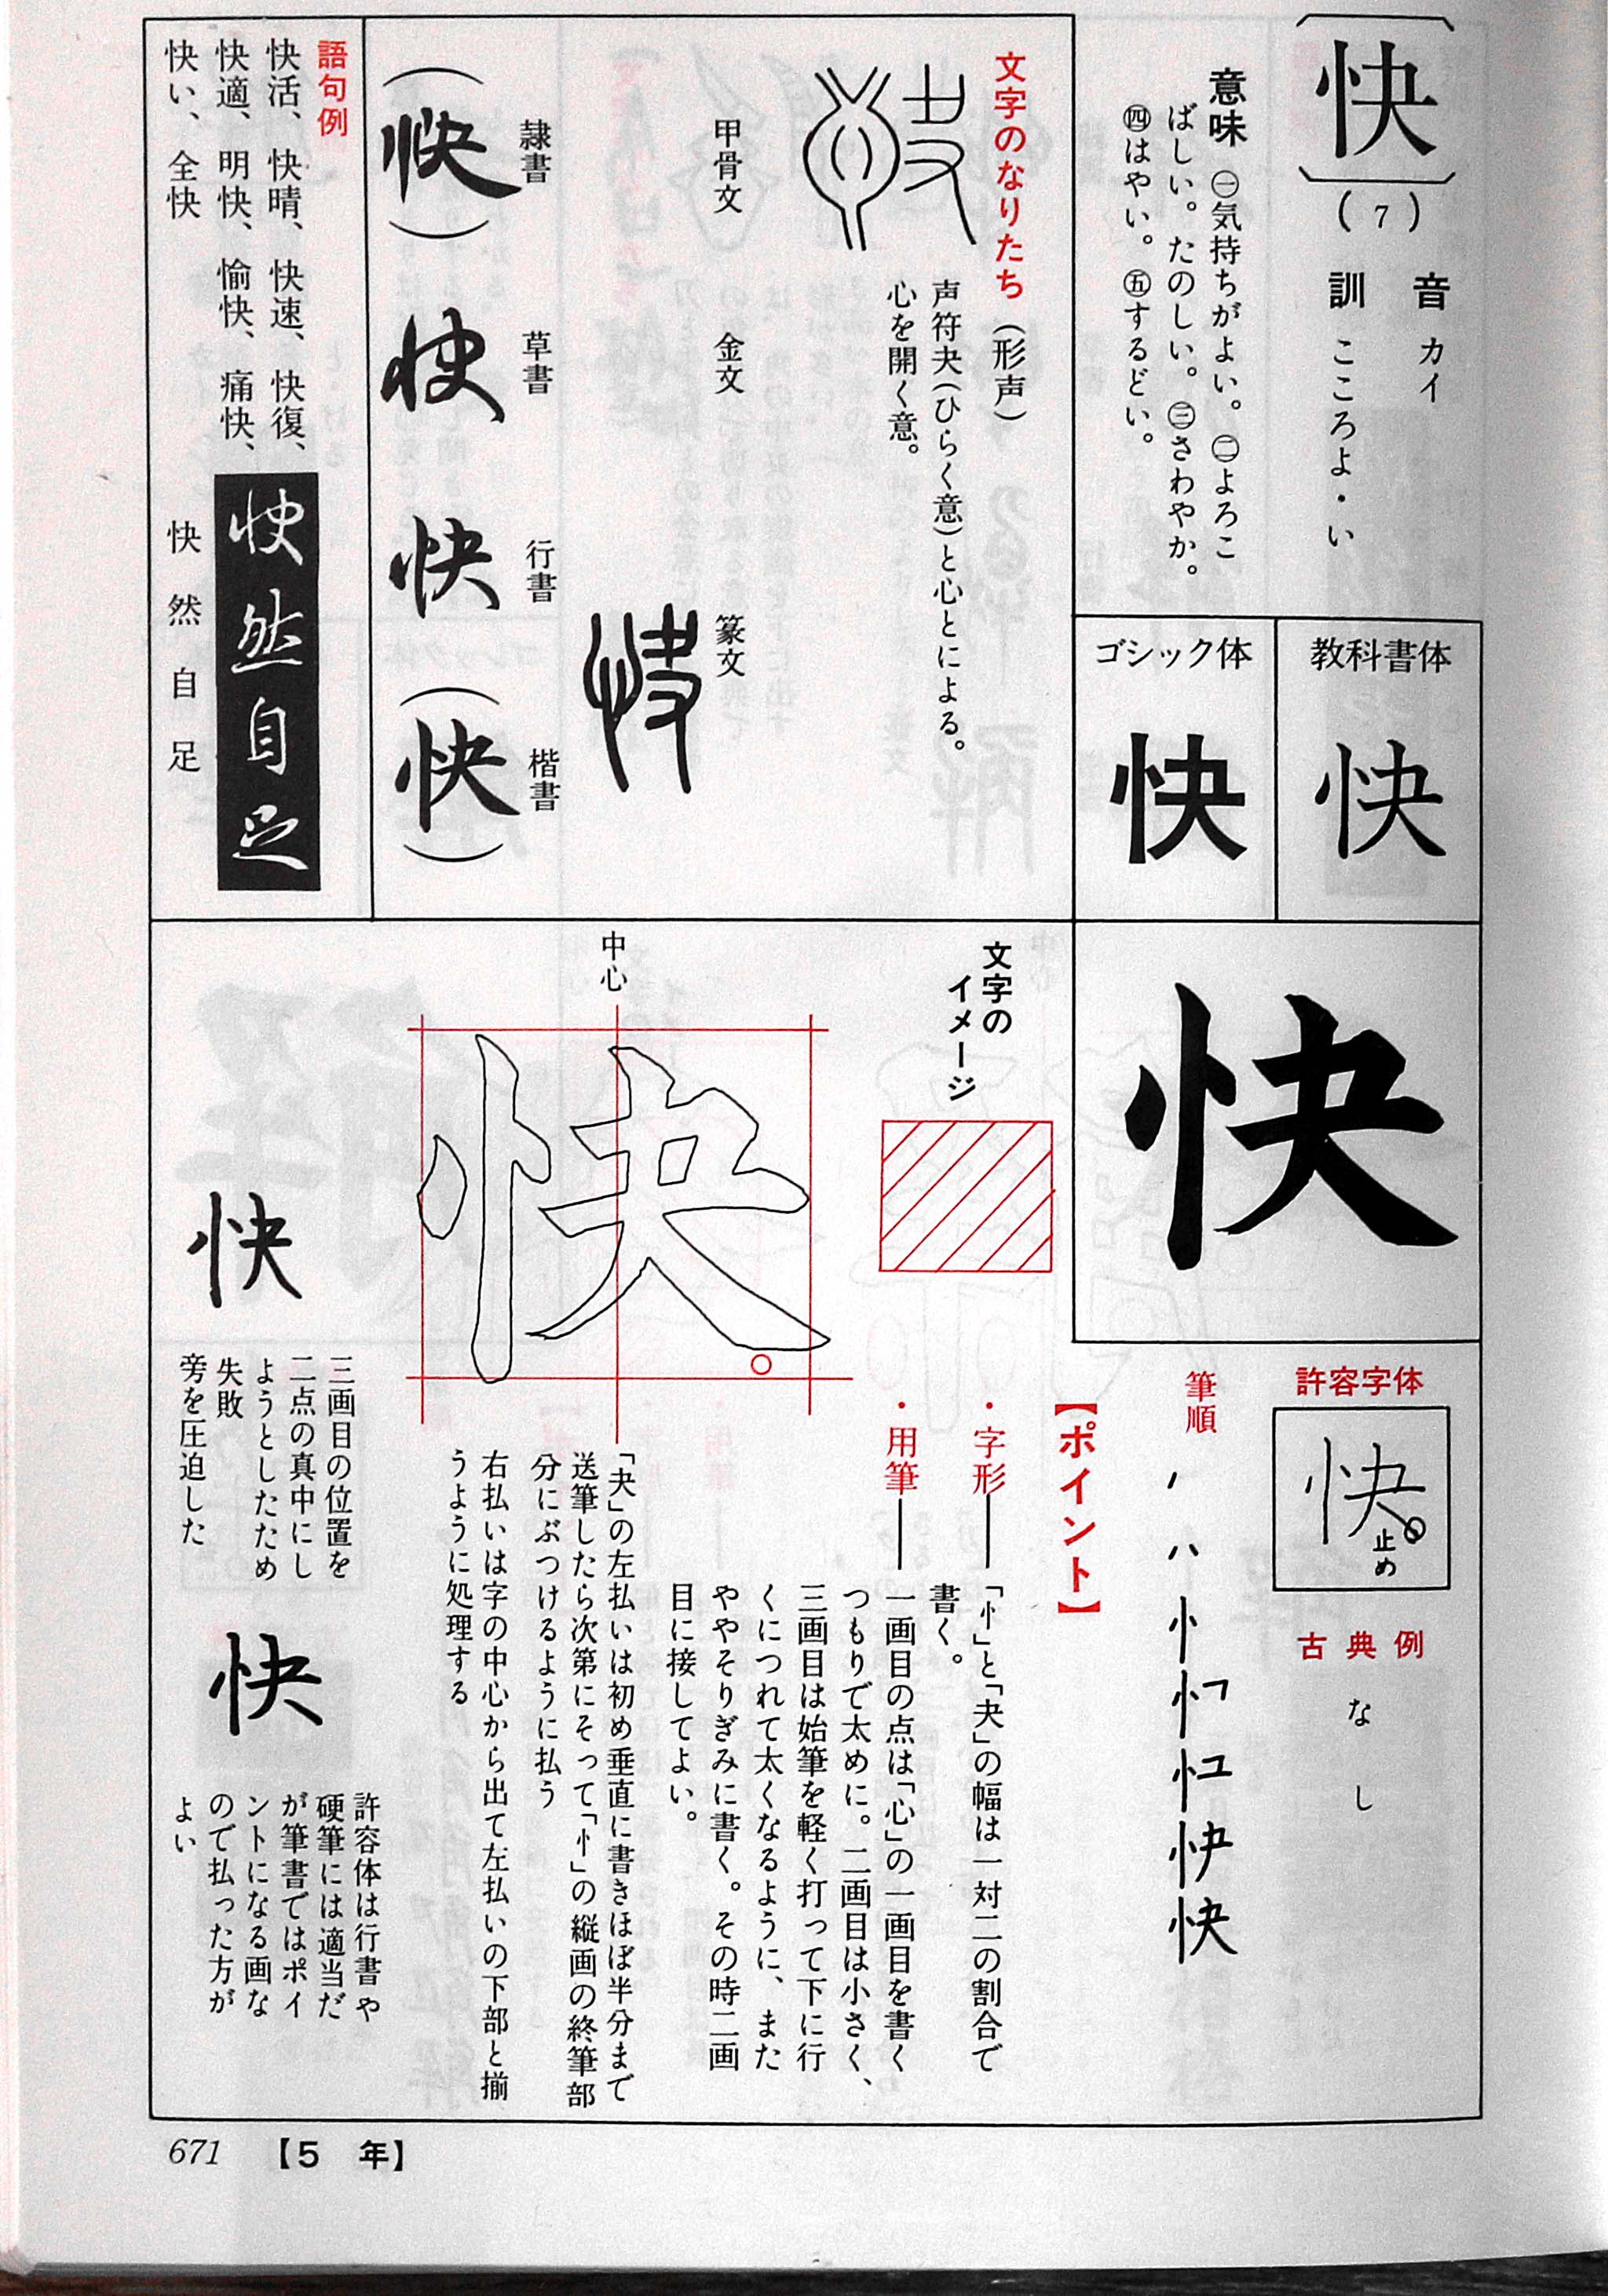 快
(7)
音 カイ
訓 こころよ・い
意味 ㊀気持ちがよい。㊁よろこ
ばしい。たのしい。㊂さわやか。
㊃はやい。㊄するどい。
教科書体
快
ゴシック体
快
文字のなりたち(形声)
声符夬(ひらく意)と心とによる。
心を開く意。
甲骨文
金文
篆文
隷書
(快)
草書
快
行書
快
楷書
(快)
語句例
快活、快晴、快速、快復、
快適、明快、愉快、痛快、
快い、全快
快然自足
快然自足
快
許容字体
快
止め
古典例
なし
筆順
快
文字の
イメージ
中心
快
【ポイント】
・字形――「忄」と「夬」の幅は一対二の割合で
書く。
・用筆――一画目の点は「心」の一画目を書く
つもりで太めに。二画目は小さく、
三画目は始筆を軽く打って下に行
くにつれて太くなるように、また
ややそりぎみに書く。その時二画
目に接してよい。
「夬」の左払いは初め垂直に書きほぼ半分まで
送筆したら次第にそって「忄」の縦画の終筆部
分にぶつけるように払う
右払いは字の中心から出て左払いの下部と揃
うように処理する
快
三画目の位置を
二点の真中にし
ようとしたため
失敗
旁を圧迫した
快
許容体は行書や
硬筆には適当だ
が筆書ではポイ
ントになる画な
ので払った方が
よい
671 【5 年】